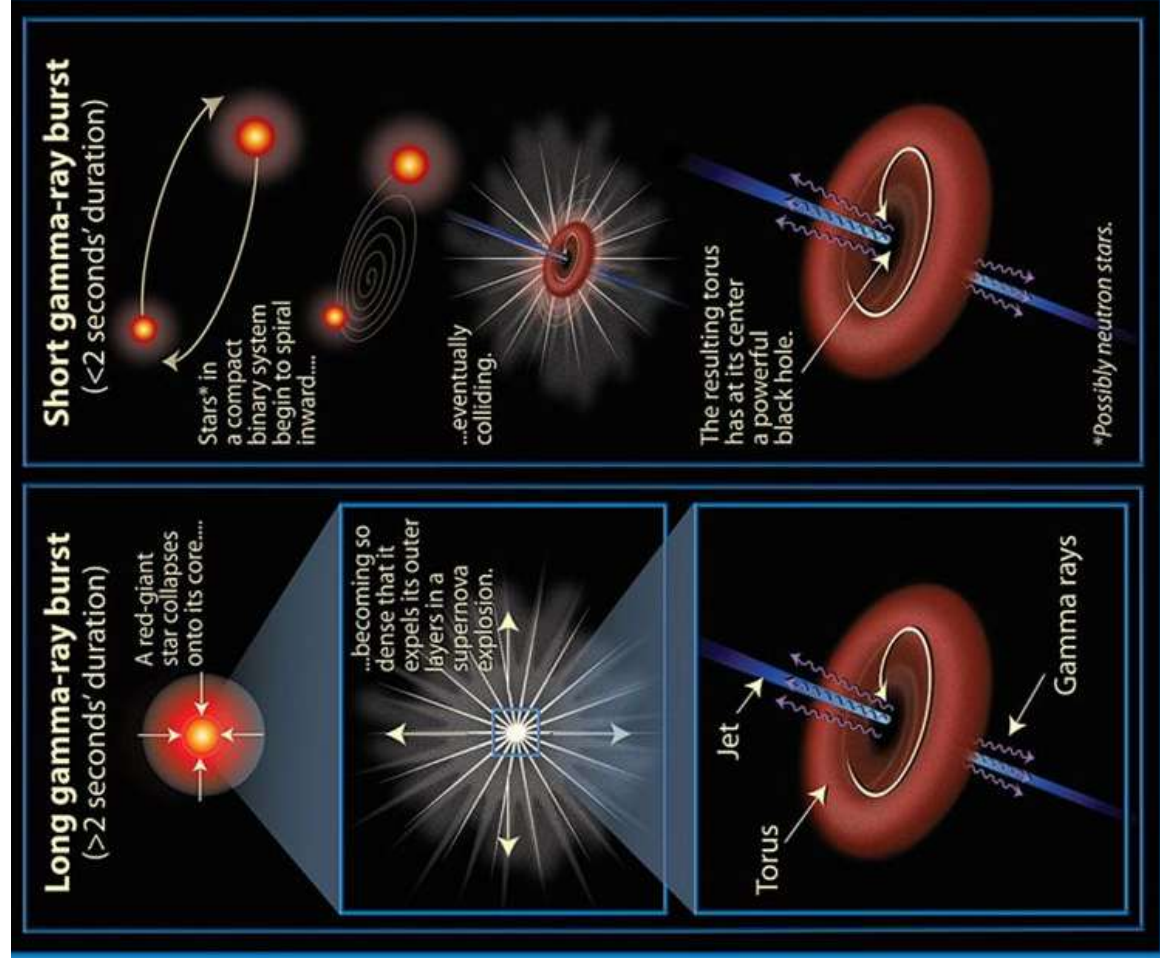 Long gamma-ray burst
(>2 seconds’ duration)
A red-giant
star collapses
onto its core....
...becoming so
dense that it
expels its outer
layers in a
supernova
explosion.
Jet
Torus
Gamma rays
Short gamma-ray burst
(<2 seconds’ duration)
Stars* in
a compact
binary system
begin to spiral
inward....
...eventually
colliding.
The resulting torus
has at its center
a powerful
black hole.
*Possibly neutron stars.